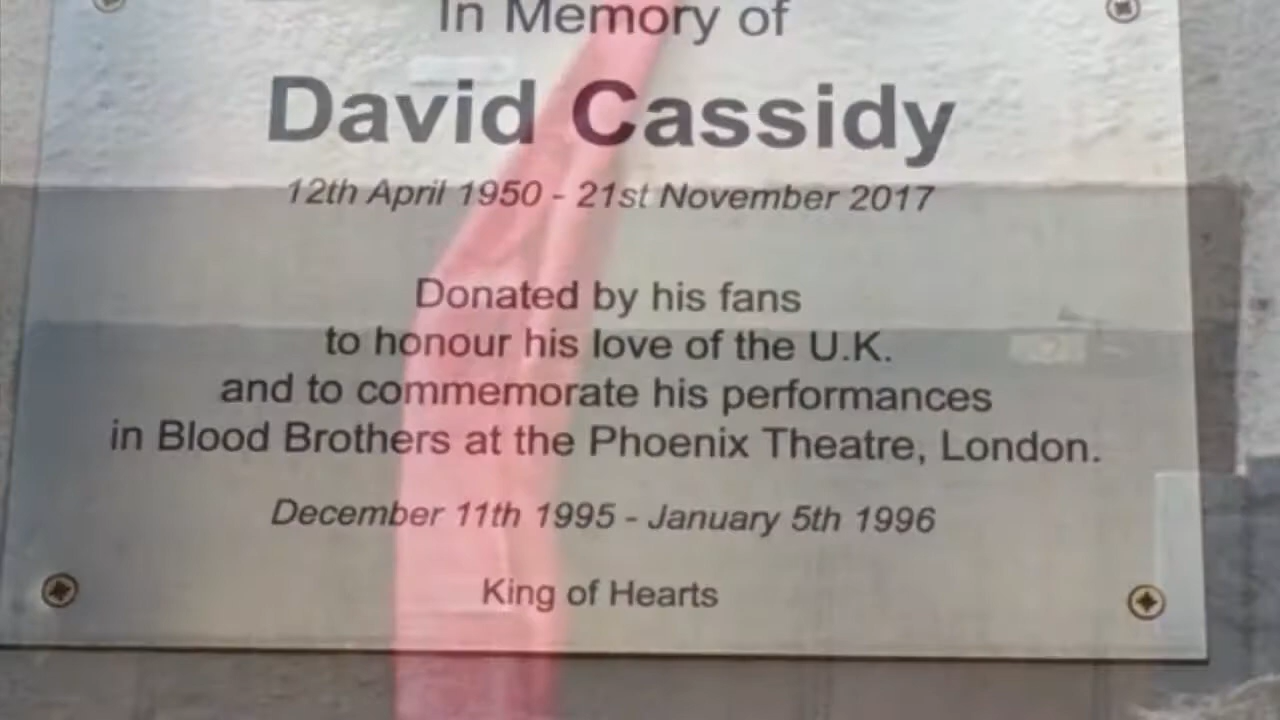 In Memory of
David Cassidy
12th April 1950 - 21st November 2017
Donated by his fans
to honour his love of the U.K.
and to commemorate his performances
in Blood Brothers at the Phoenix Theatre, London.
December 11th 1995 - January 5th 1996
King of Hearts